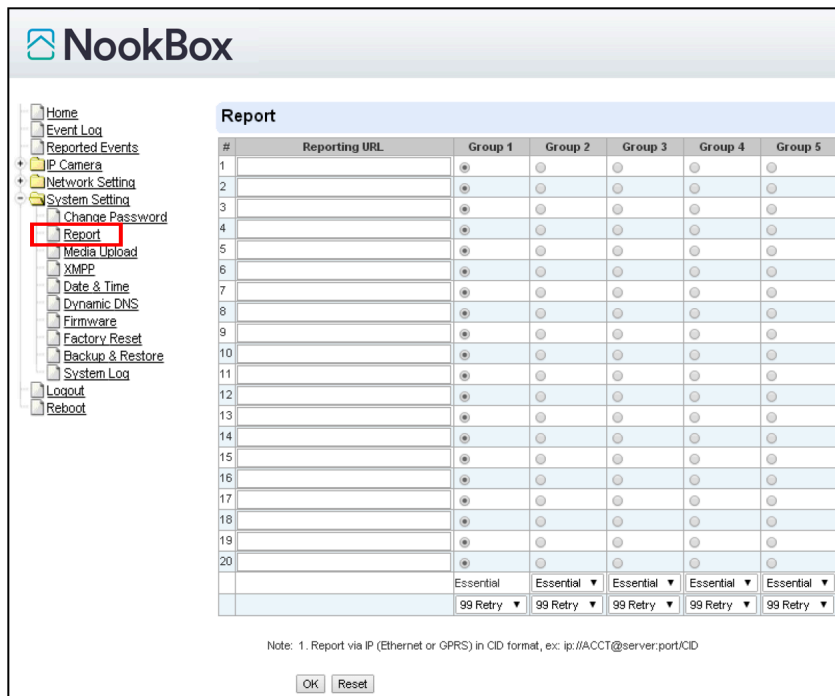 NookBox
Home
Event Log
Reported Events
IP Camera
Network Setting
System Setting
Change Password
Report
Media Upload
XMPP
Date & Time
Dynamic DNS
Firmware
Factory Reset
Backup & Restore
System Log
Logout
Reboot
Report
# Reporting URL Group 1 Group 2 Group 3 Group 4 Group 5
1
2
3
4
5
6
7
8
9
10
11
12
13
14
15
16
17
18
19
20
Essential Essential Essential Essential Essential
99 Retry 99 Retry 99 Retry 99 Retry 99 Retry
Note: 1. Report via IP (Ethernet or GPRS) in CID format, ex: ip://ACCT@server:port/CID
OK Reset